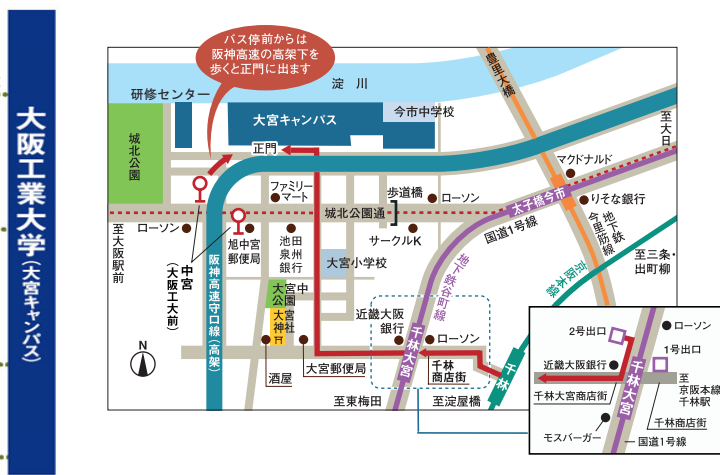 大阪工業大学(大宮キャンパス)
バス停前からは
阪神高速の高架下を
歩くと正門に出ます
淀川
豊里大橋
研修センター
大宮キャンパス
今市中学校
至大日
城北公園
正門
マクドナルド
ファミリー
マート
歩道橋
ローソン
太子橋今市
りそな銀行
城北公園通
国道1号線
地下鉄
今里筋線
ローソン
旭中宮
郵便局
池田
泉州
銀行
サークルK
至大阪駅前
中宮
(大阪工大前)
阪神高速守口線(高架)
大宮小学校
地下鉄谷町線
京阪本線
至三条・
出町柳
大宮中
公園
大宮
神社
近畿大阪
銀行
ローソン
千林大宮
千林
商店街
千林
N
酒屋
大宮郵便局
至東梅田
至淀屋橋
2号出口
ローソン
1号出口
近畿大阪銀行
千林大宮
至
京阪本線
千林駅
千林大宮商店街
千林商店街
モスバーガー
国道1号線